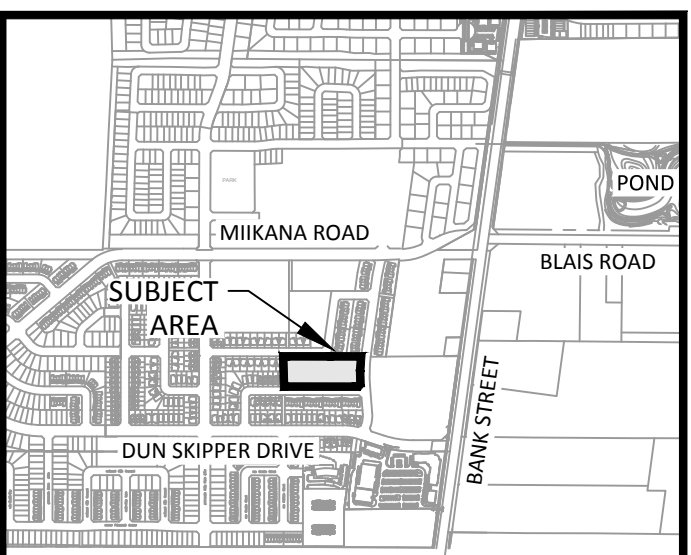 PARK
POND
MIIKANA ROAD
BLAIS ROAD
SUBJECT
AREA
BANK STREET
DUN SKIPPER DRIVE